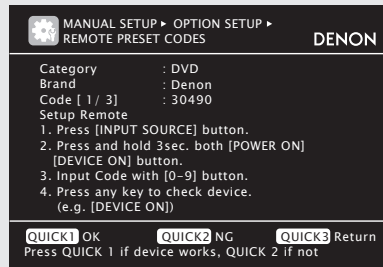 MANUAL SETUP ▸ OPTION SETUP ▸
REMOTE PRESET CODES
DENON
Category : DVD
Brand : Denon
Code [ 1/ 3] : 30490
Setup Remote
1. Press [INPUT SOURCE] button.
2. Press and hold 3sec. both [POWER ON]
[DEVICE ON] button.
3. Input Code with [0–9] button.
4. Press any key to check device.
(e.g. [DEVICE ON])
QUICK1 OK QUICK2 NG QUICK3 Return
Press QUICK 1 if device works, QUICK 2 if not